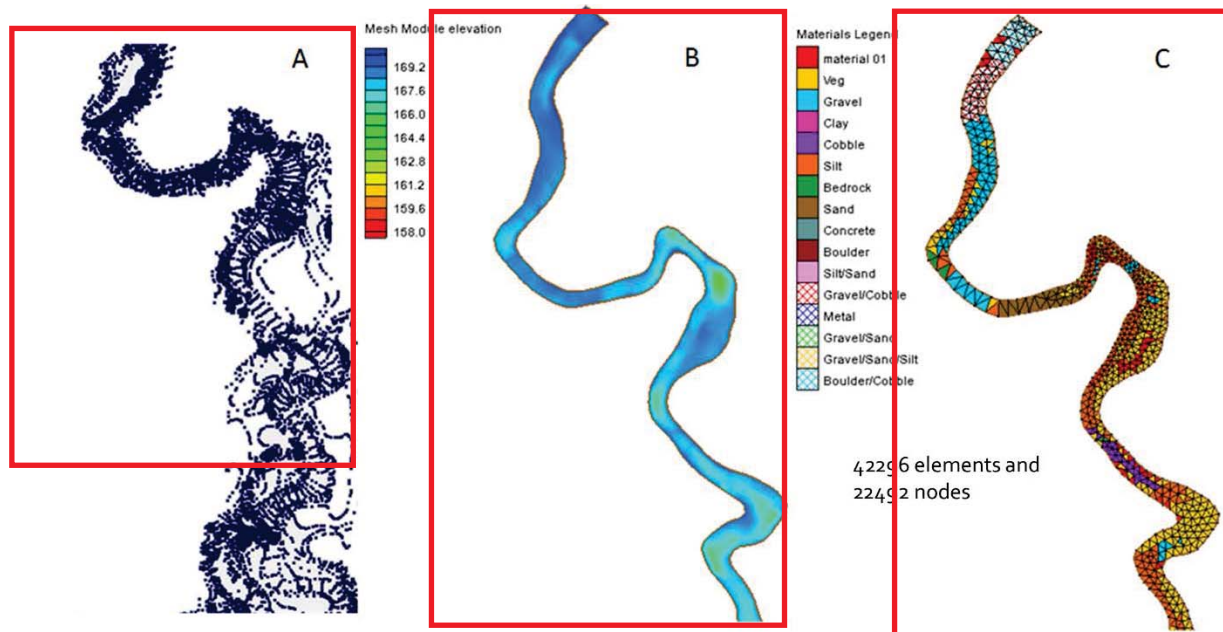 A
Mesh Module elevation
169.2
167.6
166.0
164.4
162.8
161.2
159.6
158.0
B
Materials Legend
material 01
Veg
Gravel
Clay
Cobble
Silt
Bedrock
Sand
Concrete
Boulder
Silt/Sand
Gravel/Cobble
Metal
Gravel/Sand
Gravel/Sand/Silt
Boulder/Cobble
C
42296 elements and
22492 nodes